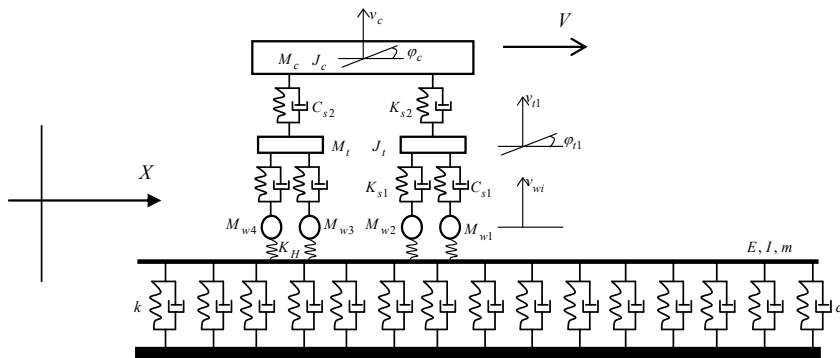 v_c
V
M_c J_c φ_c
C_s2 K_s2 v_t1
M_t J_t φ_t1
X K_s1 C_s1 v_wi
M_w4 M_w3 M_w2 M_w1
K_H E, I, m
k c